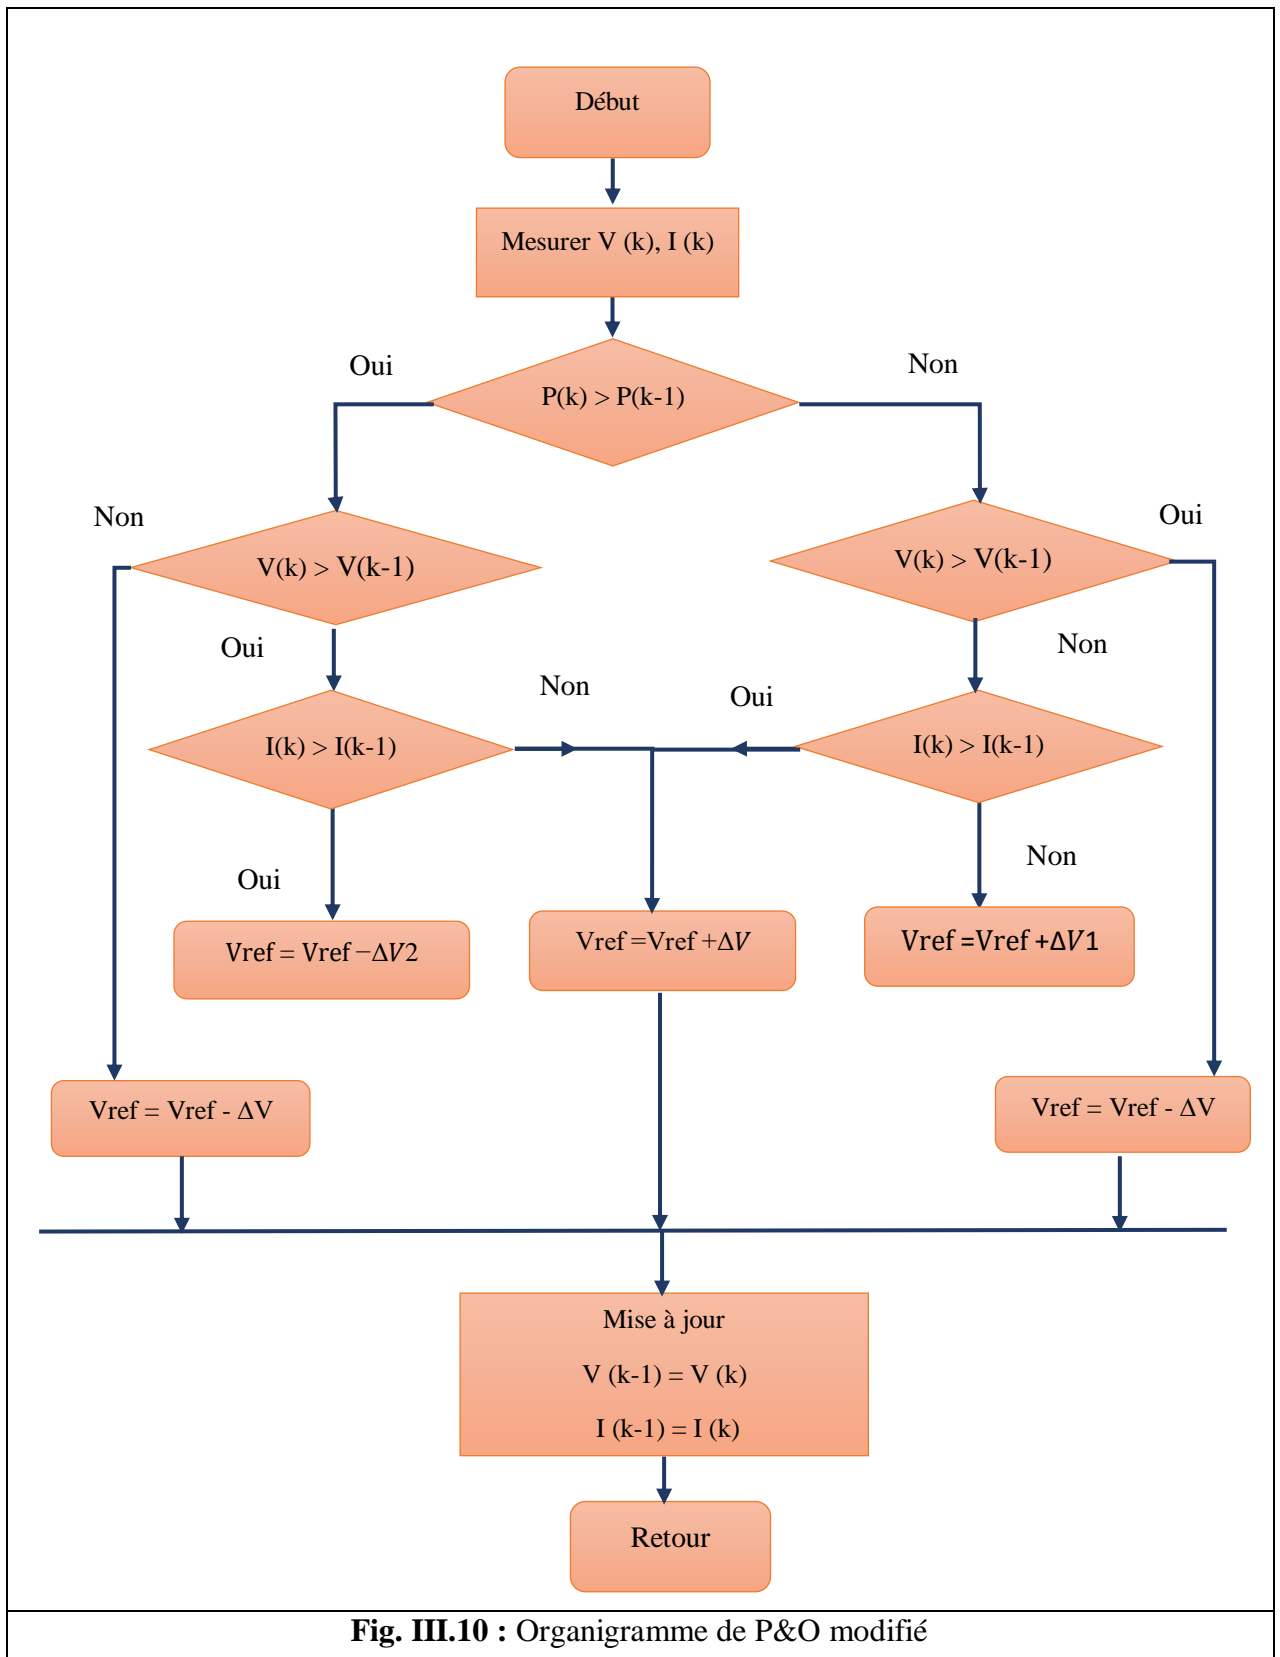 Début
Mesurer V (k), I (k)
Oui
Non
P(k) > P(k-1)
Non
Oui
V(k) > V(k-1)
V(k) > V(k-1)
Oui
Non
Non
Oui
I(k) > I(k-1)
I(k) > I(k-1)
Oui
Non
Vref = Vref −ΔV2
Vref =Vref +ΔV
Vref =Vref +ΔV1
Vref = Vref - ΔV
Vref = Vref - ΔV
Mise à jour
V (k-1) = V (k)
I (k-1) = I (k)
Retour
Fig. III.10 : Organigramme de P&O modifié